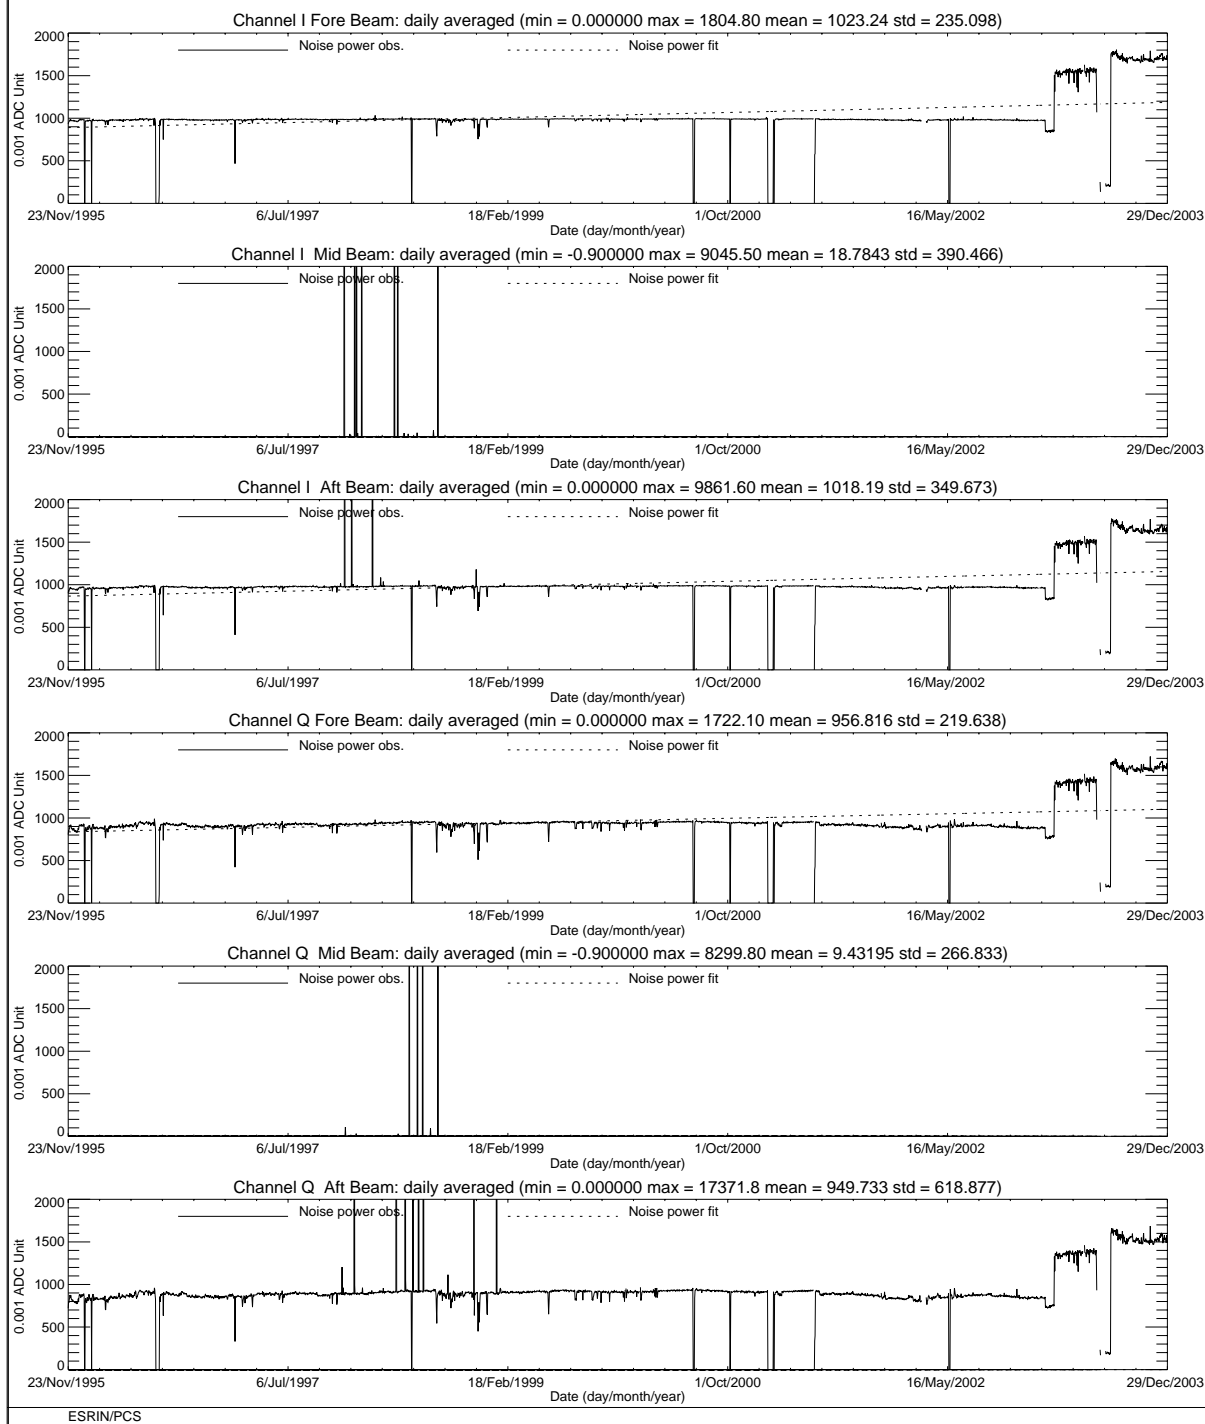 Channel I Fore Beam: daily averaged (min = 0.000000 max = 1804.80 mean = 1023.24 std = 235.098)
2000
Noise power obs.
Noise power fit
1500
1000
500
0
0.001 ADC Unit
23/Nov/1995
6/Jul/1997
18/Feb/1999
1/Oct/2000
16/May/2002
29/Dec/2003
Date (day/month/year)
Channel I Mid Beam: daily averaged (min = -0.900000 max = 9045.50 mean = 18.7843 std = 390.466)
2000
Noise power obs.
Noise power fit
1500
1000
500
0
0.001 ADC Unit
23/Nov/1995
6/Jul/1997
18/Feb/1999
1/Oct/2000
16/May/2002
29/Dec/2003
Date (day/month/year)
Channel I Aft Beam: daily averaged (min = 0.000000 max = 9861.60 mean = 1018.19 std = 349.673)
2000
Noise power obs.
Noise power fit
1500
1000
500
0
0.001 ADC Unit
23/Nov/1995
6/Jul/1997
18/Feb/1999
1/Oct/2000
16/May/2002
29/Dec/2003
Date (day/month/year)
Channel Q Fore Beam: daily averaged (min = 0.000000 max = 1722.10 mean = 956.816 std = 219.638)
2000
Noise power obs.
Noise power fit
1500
1000
500
0
0.001 ADC Unit
23/Nov/1995
6/Jul/1997
18/Feb/1999
1/Oct/2000
16/May/2002
29/Dec/2003
Date (day/month/year)
Channel Q Mid Beam: daily averaged (min = -0.900000 max = 8299.80 mean = 9.43195 std = 266.833)
2000
Noise power obs.
Noise power fit
1500
1000
500
0
0.001 ADC Unit
23/Nov/1995
6/Jul/1997
18/Feb/1999
1/Oct/2000
16/May/2002
29/Dec/2003
Date (day/month/year)
Channel Q Aft Beam: daily averaged (min = 0.000000 max = 17371.8 mean = 949.733 std = 618.877)
2000
Noise power obs.
Noise power fit
1500
1000
500
0
0.001 ADC Unit
23/Nov/1995
6/Jul/1997
18/Feb/1999
1/Oct/2000
16/May/2002
29/Dec/2003
Date (day/month/year)
ESRIN/PCS